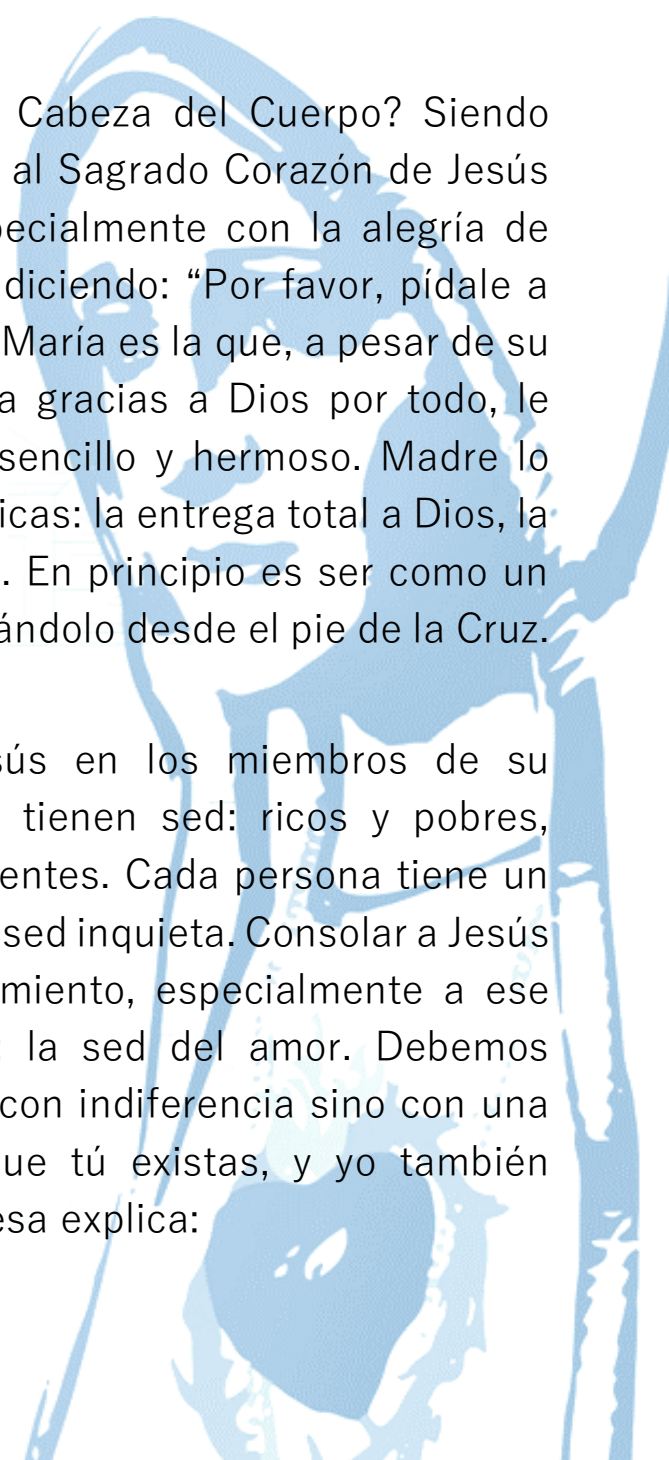 Cabeza del Cuerpo? Siendo
al Sagrado Corazón de Jesús
pecialmente con la alegría de
diciendo: “Por favor, pídale a
María es la que, a pesar de su
a gracias a Dios por todo, le
sencillo y hermoso. Madre lo
icas: la entrega total a Dios, la
. En principio es ser como un
ándolo desde el pie de la Cruz.
sús en los miembros de su
tienen sed: ricos y pobres,
entes. Cada persona tiene un
sed inquieta. Consolar a Jesús
miento, especialmente a ese
: la sed del amor. Debemos
con indiferencia sino con una
que tú existas, y yo también
esa explica: